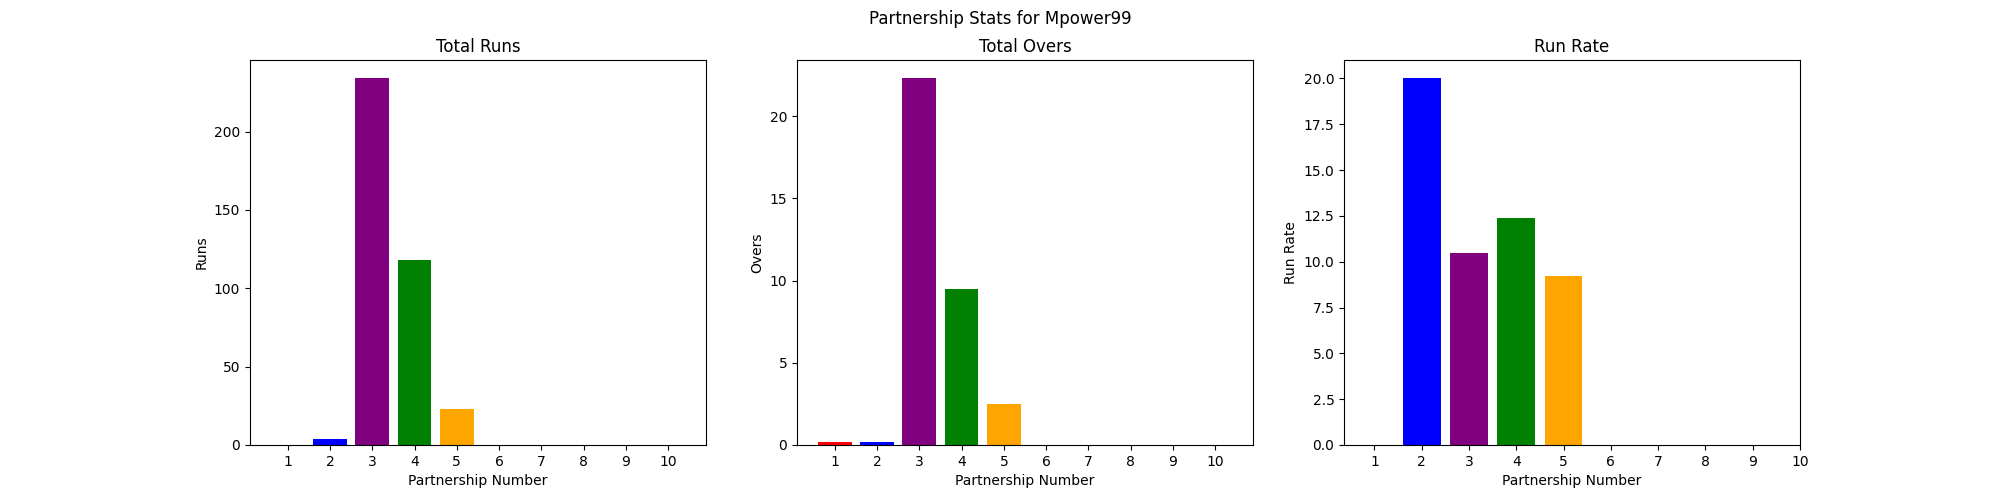 Partnership Stats for Mpower99
Total Runs
Runs
200
150
100
50
0
1 2 3 4 5 6 7 8 9 10
Partnership Number
Total Overs
Overs
20
15
10
5
0
1 2 3 4 5 6 7 8 9 10
Partnership Number
Run Rate
Run Rate
20.0
17.5
15.0
12.5
10.0
7.5
5.0
2.5
0.0
1 2 3 4 5 6 7 8 9 10
Partnership Number